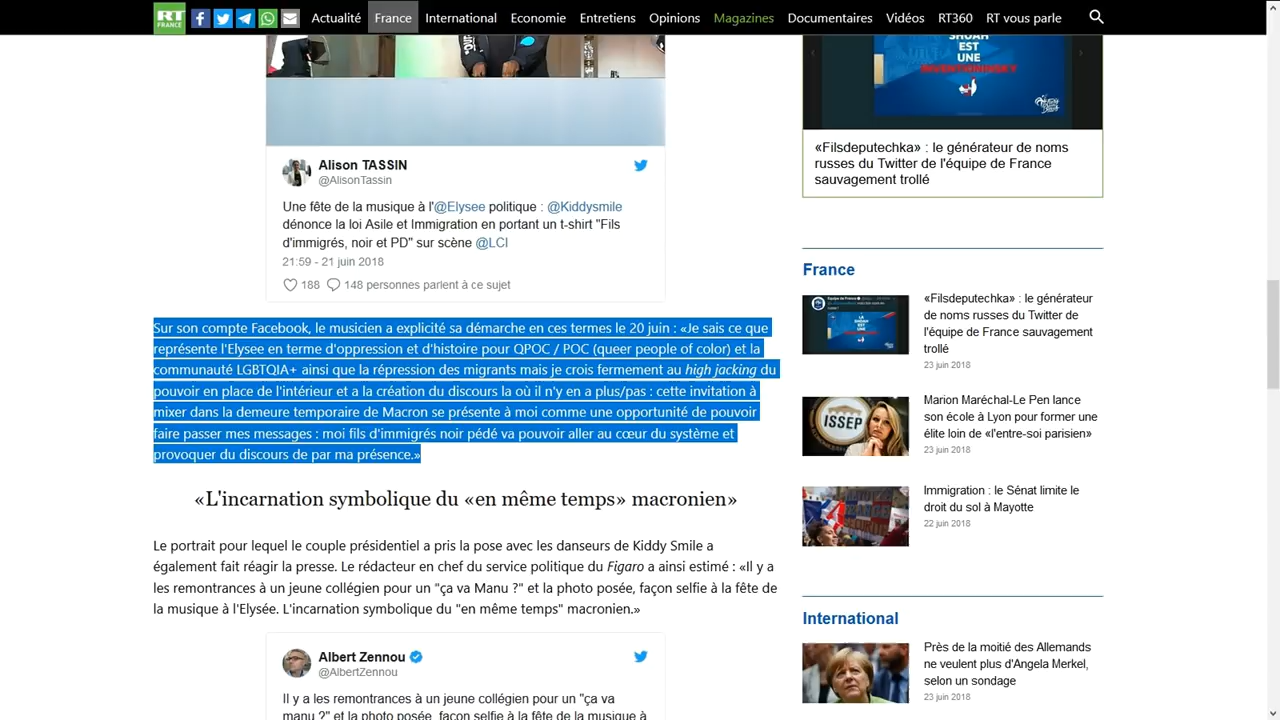 RT
FRANCE
Actualité France International Economie Entretiens Opinions Magazines Documentaires Vidéos RT360 RT vous parle
Alison TASSIN
@AlisonTassin
Une fête de la musique à l'@Elysee politique : @Kiddysmile
dénonce la loi Asile et Immigration en portant un t-shirt "Fils
d'immigrés, noir et PD" sur scène @LCI
21:59 - 21 juin 2018
188 148 personnes parlent à ce sujet
Sur son compte Facebook, le musicien a explicité sa démarche en ces termes le 20 juin : «Je sais ce que
représente l'Elysee en terme d'oppression et d'histoire pour QPOC / POC (queer people of color) et la
communauté LGBTQIA+ ainsi que la répression des migrants mais je crois fermement au high jacking du
pouvoir en place de l'intérieur et a la création du discours la où il n'y en a plus/pas : cette invitation à
mixer dans la demeure temporaire de Macron se présente à moi comme une opportunité de pouvoir
faire passer mes messages : moi fils d'immigrés noir pédé va pouvoir aller au cœur du système et
provoquer du discours de par ma présence.»
«L'incarnation symbolique du «en même temps» macronien»
Le portrait pour lequel le couple présidentiel a pris la pose avec les danseurs de Kiddy Smile a
également fait réagir la presse. Le rédacteur en chef du service politique du Figaro a ainsi estimé : «Il y a
les remontrances à un jeune collégien pour un "ça va Manu ?" et la photo posée, façon selfie à la fête de
la musique à l'Elysée. L'incarnation symbolique du "en même temps" macronien.»
Albert Zennou
@AlbertZennou
Il y a les remontrances à un jeune collégien pour un "ça va
manu ?" et la photo posée, façon selfie à la fête de la musique à
SHOAH
EST
UNE
INVENTIONNISKY
«Filsdeputechka» : le générateur de noms
russes du Twitter de l'équipe de France
sauvagement trollé
France
«Filsdeputechka» : le générateur
de noms russes du Twitter de
l'équipe de France sauvagement
trollé
23 juin 2018
ISSEP
Marion Maréchal-Le Pen lance
son école à Lyon pour former une
élite loin de «l'entre-soi parisien»
23 juin 2018
Immigration : le Sénat limite le
droit du sol à Mayotte
22 juin 2018
International
Près de la moitié des Allemands
ne veulent plus d'Angela Merkel,
selon un sondage
23 juin 2018